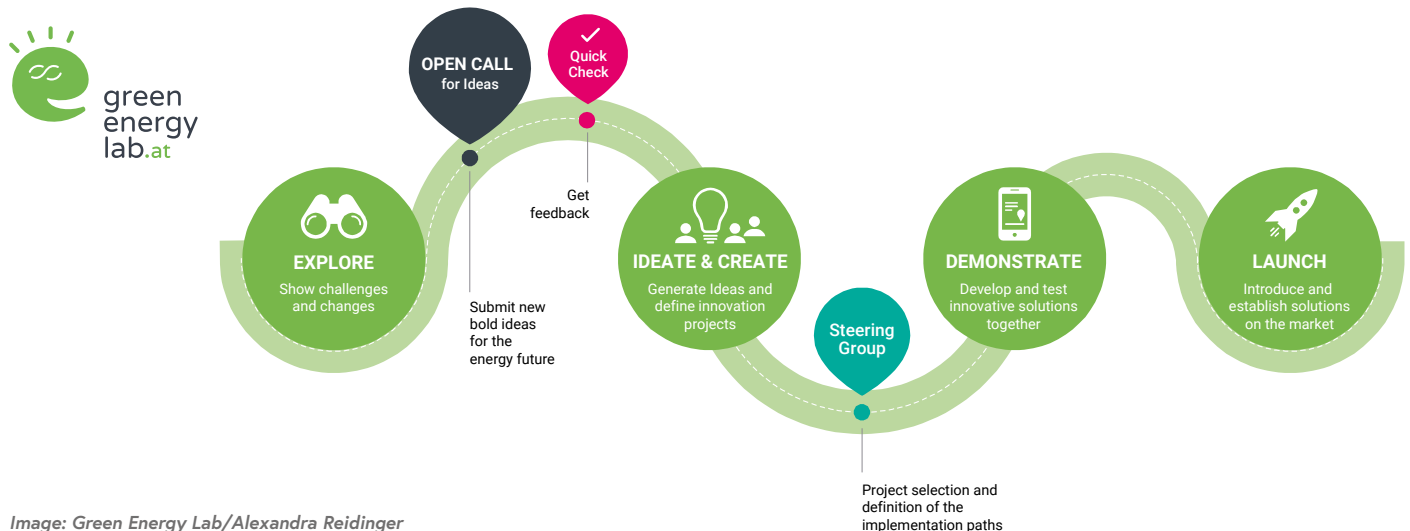 green
energy
lab.at
OPEN CALL
for Ideas
Quick
Check
Get
feedback
EXPLORE
Show challenges
and changes
Submit new
bold ideas
for the
energy future
IDEATE & CREATE
Generate Ideas and
define innovation
projects
Steering
Group
Project selection and
definition of the
implementation paths
DEMONSTRATE
Develop and test
innovative solutions
together
LAUNCH
Introduce and
establish solutions
on the market
Image: Green Energy Lab/Alexandra Reidinger